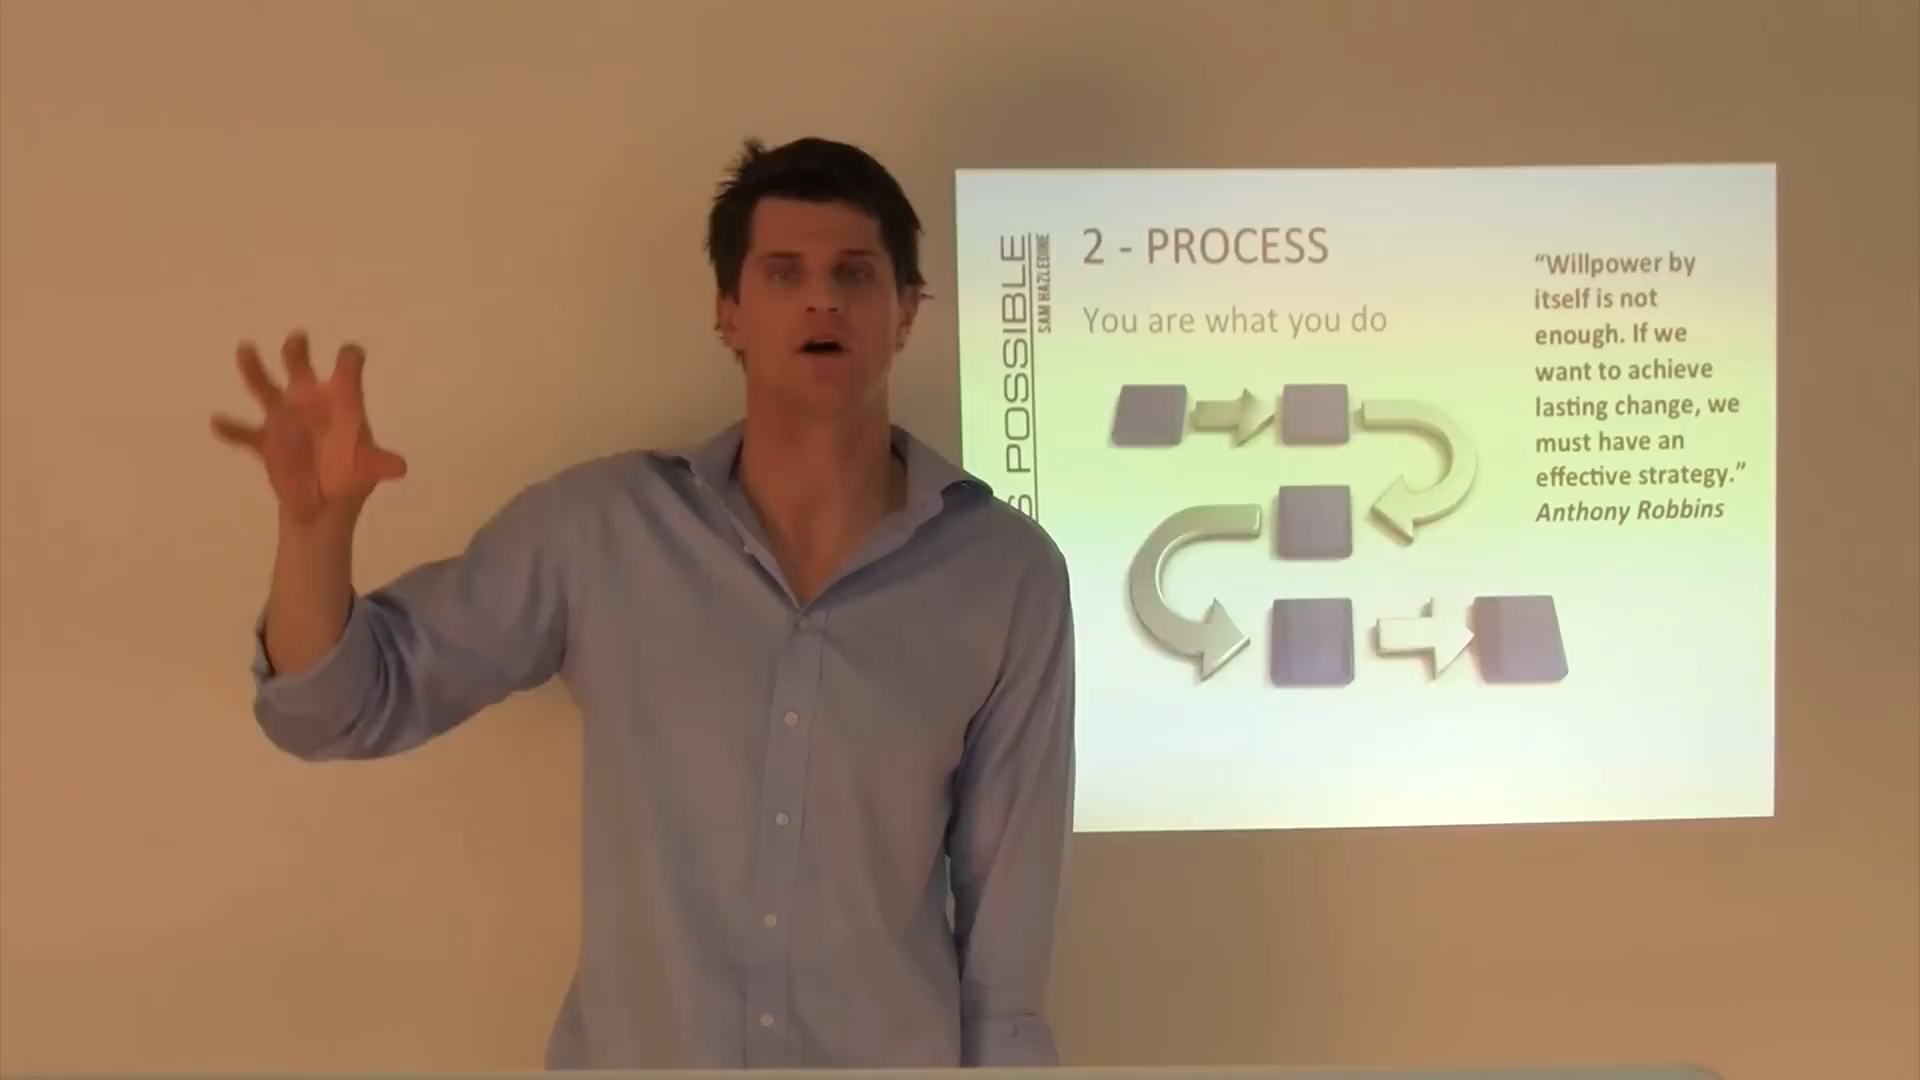 POSSIBLE
SAM HAZLEDINE
2 - PROCESS
You are what you do
“Willpower by
itself is not
enough. If we
want to achieve
lasting change, we
must have an
effective strategy.”
Anthony Robbins